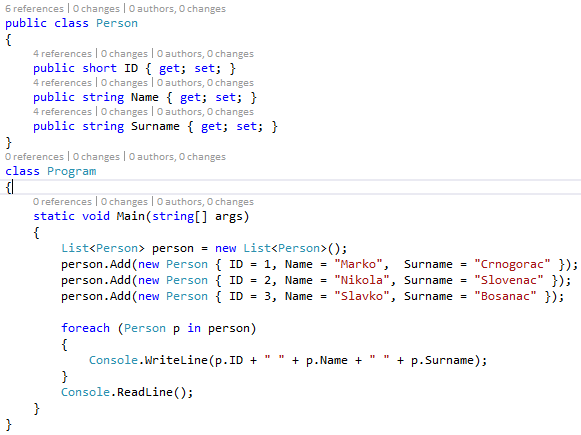 6 references | 0 changes | 0 authors, 0 changes
public class Person
{
4 references | 0 changes | 0 authors, 0 changes
public short ID { get; set; }
4 references | 0 changes | 0 authors, 0 changes
public string Name { get; set; }
4 references | 0 changes | 0 authors, 0 changes
public string Surname { get; set; }
}
0 references | 0 changes | 0 authors, 0 changes
class Program
{
0 references | 0 changes | 0 authors, 0 changes
static void Main(string[] args)
{
List<Person> person = new List<Person>();
person.Add(new Person { ID = 1, Name = "Marko",  Surname = "Crnogorac" });
person.Add(new Person { ID = 2, Name = "Nikola", Surname = "Slovenac" });
person.Add(new Person { ID = 3, Name = "Slavko", Surname = "Bosanac" });
foreach (Person p in person)
{
Console.WriteLine(p.ID + " " + p.Name + " " + p.Surname);
}
Console.ReadLine();
}
}